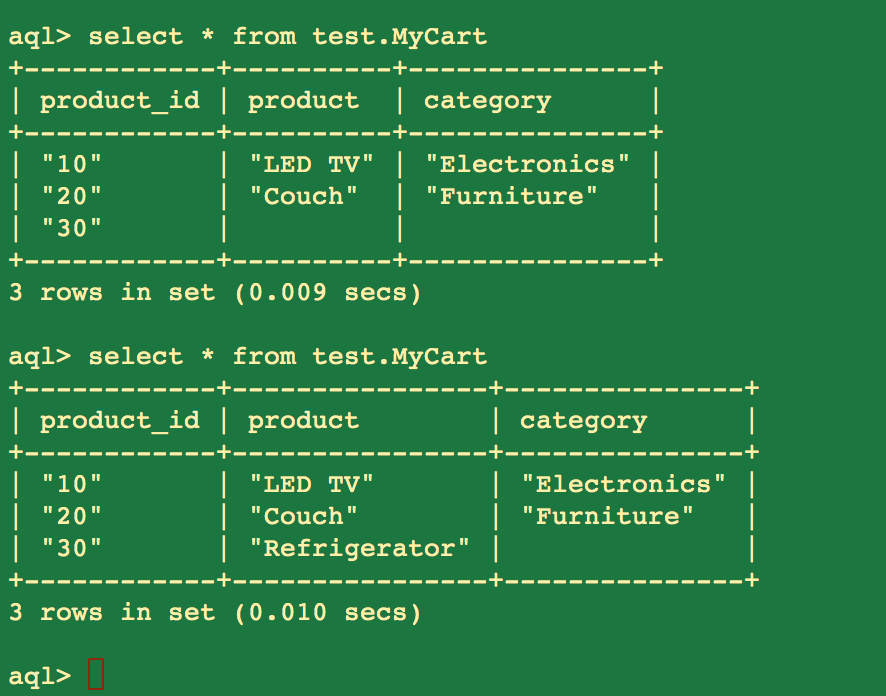 aql> select * from test.MyCart
+------------+----------+---------------+
| product_id | product  | category      |
+------------+----------+---------------+
| "10"       | "LED TV" | "Electronics" |
| "20"       | "Couch"  | "Furniture"   |
| "30"       |          |               |
+------------+----------+---------------+
3 rows in set (0.009 secs)
aql> select * from test.MyCart
+------------+----------------+---------------+
| product_id | product        | category      |
+------------+----------------+---------------+
| "10"       | "LED TV"       | "Electronics" |
| "20"       | "Couch"        | "Furniture"   |
| "30"       | "Refrigerator" |               |
+------------+----------------+---------------+
3 rows in set (0.010 secs)
aql>